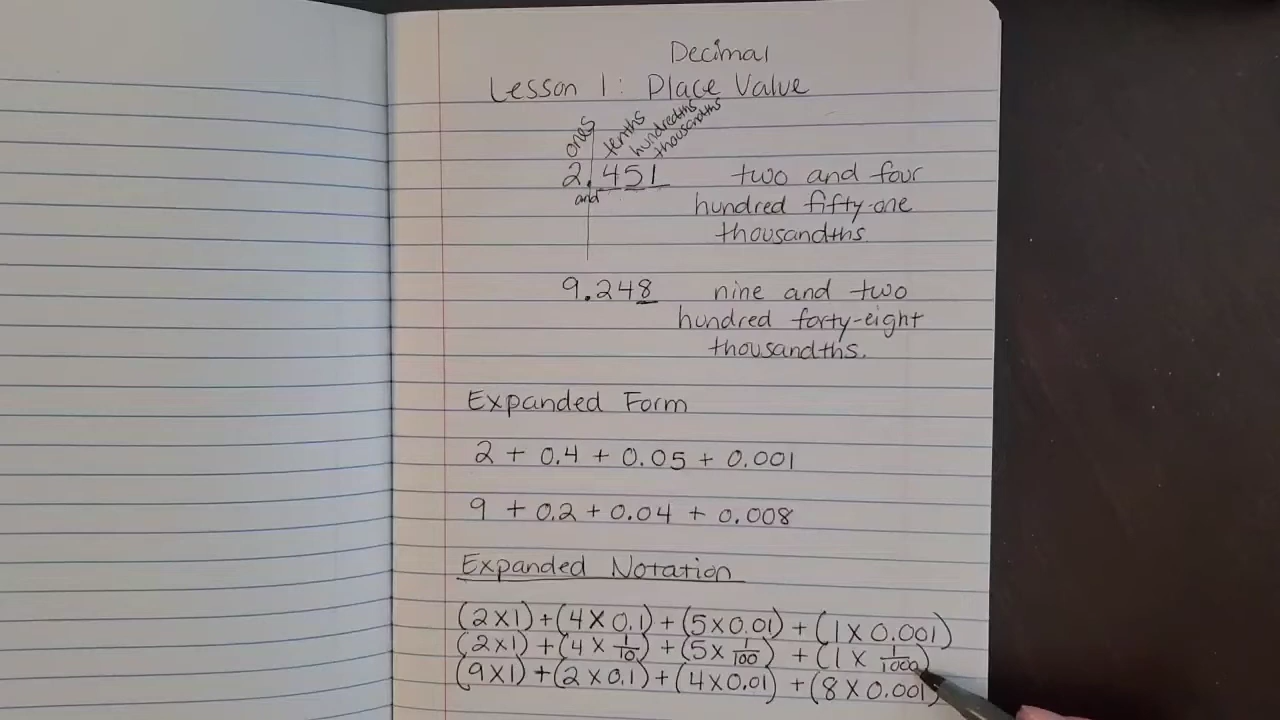 Decimal
Lesson 1: Place Value
ones tenths hundredths thousandths
2.451 two and four
and hundred fifty-one
thousandths.
9.248 nine and two
hundred forty-eight
thousandths.
Expanded Form
2 + 0.4 + 0.05 + 0.001
9 + 0.2 + 0.04 + 0.008
Expanded Notation
(2×1) + (4×0.1) + (5×0.01) + (1×0.001)
(2×1) + (4×1/10) + (5×1/100) + (1×1/1000)
(9×1) + (2×0.1) + (4×0.01) + (8×0.001)